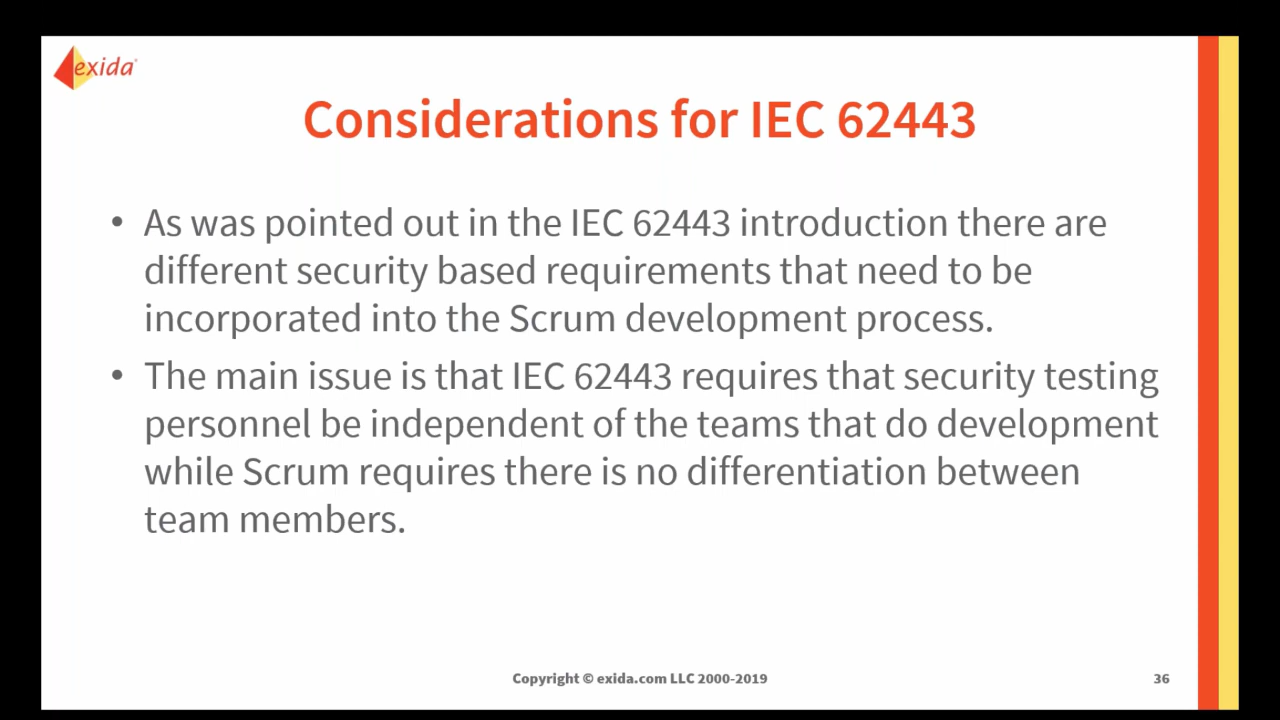 exida
Considerations for IEC 62443
• As was pointed out in the IEC 62443 introduction there are
different security based requirements that need to be
incorporated into the Scrum development process.
• The main issue is that IEC 62443 requires that security testing
personnel be independent of the teams that do development
while Scrum requires there is no differentiation between
team members.
Copyright © exida.com LLC 2000-2019
36